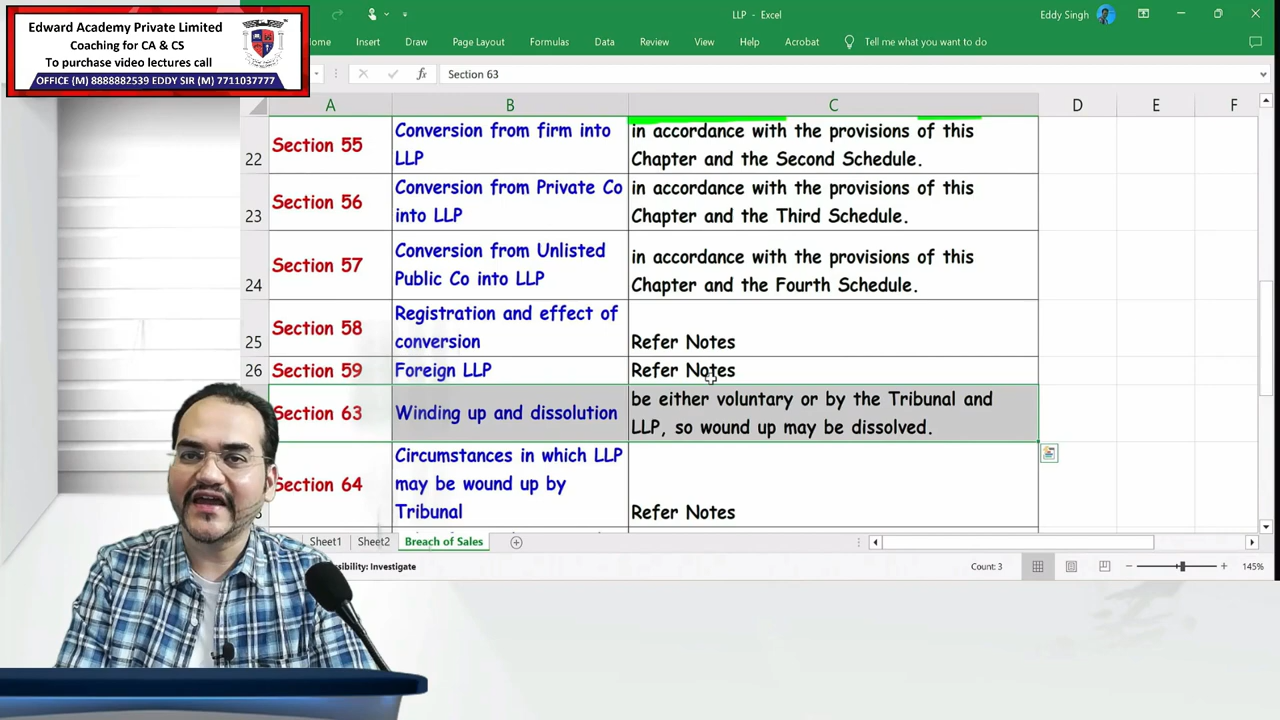 Edward Academy Private Limited
Coaching for CA & CS
To purchase video lectures call
OFFICE (M) 8888882539 EDDY SIR (M) 7711037777
LLP - Excel
Eddy Singh
Home Insert Draw Page Layout Formulas Data Review View Help Acrobat Tell me what you want to do
fx Section 63
A B C D E F
22 Section 55 Conversion from firm into LLP in accordance with the provisions of this Chapter and the Second Schedule.
23 Section 56 Conversion from Private Co into LLP in accordance with the provisions of this Chapter and the Third Schedule.
24 Section 57 Conversion from Unlisted Public Co into LLP in accordance with the provisions of this Chapter and the Fourth Schedule.
25 Section 58 Registration and effect of conversion Refer Notes
26 Section 59 Foreign LLP Refer Notes
Section 63 Winding up and dissolution be either voluntary or by the Tribunal and LLP, so wound up may be dissolved.
Section 64 Circumstances in which LLP may be wound up by Tribunal Refer Notes
Sheet1 Sheet2 Breach of Sales
Investigate Count: 3 145%